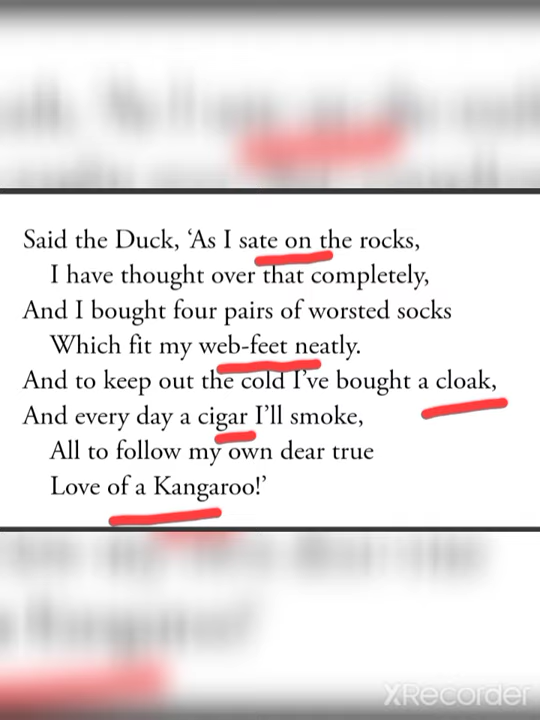 Said the Duck, ‘As I sate on the rocks,
I have thought over that completely,
And I bought four pairs of worsted socks
Which fit my web-feet neatly.
And to keep out the cold I’ve bought a cloak,
And every day a cigar I’ll smoke,
All to follow my own dear true
Love of a Kangaroo!’
XRecorder